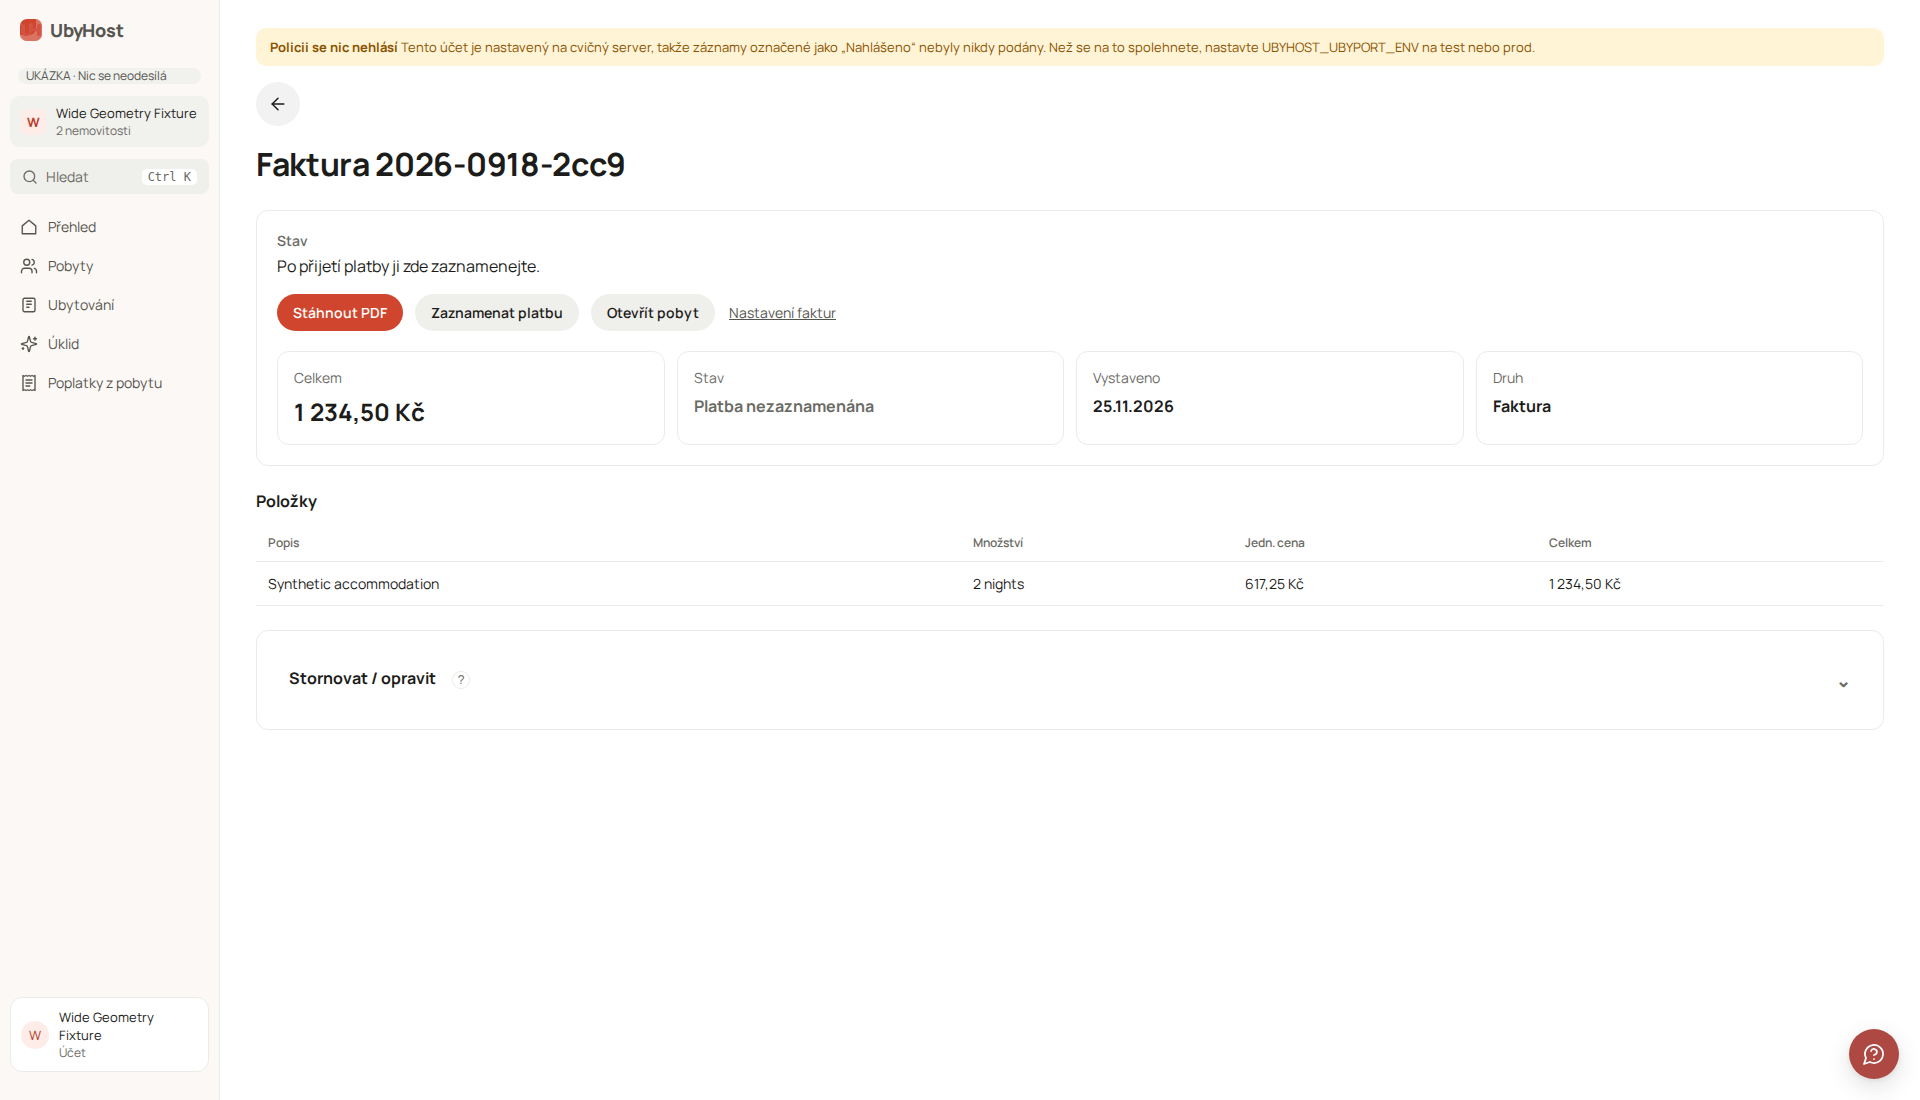 UbyHost
UKÁZKA · Nic se neodesílá
W
Wide Geometry Fixture
2 nemovitosti
Hledat
Ctrl K
Přehled
Pobyty
Ubytování
Úklid
Poplatky z pobytu
W
Wide Geometry
Fixture
Účet
Policii se nic nehlásí Tento účet je nastavený na cvičný server, takže záznamy označené jako „Nahlášeno“ nebyly nikdy podány. Než se na to spolehnete, nastavte UBYHOST_UBYPORT_ENV na test nebo prod.
Faktura 2026-0918-2cc9
Stav
Po přijetí platby ji zde zaznamenejte.
Stáhnout PDF
Zaznamenat platbu
Otevřít pobyt
Nastavení faktur
Celkem
1 234,50 Kč
Stav
Platba nezaznamenána
Vystaveno
25.11.2026
Druh
Faktura
Položky
Popis Množství Jedn. cena Celkem
Synthetic accommodation 2 nights 617,25 Kč 1 234,50 Kč
Stornovat / opravit ?